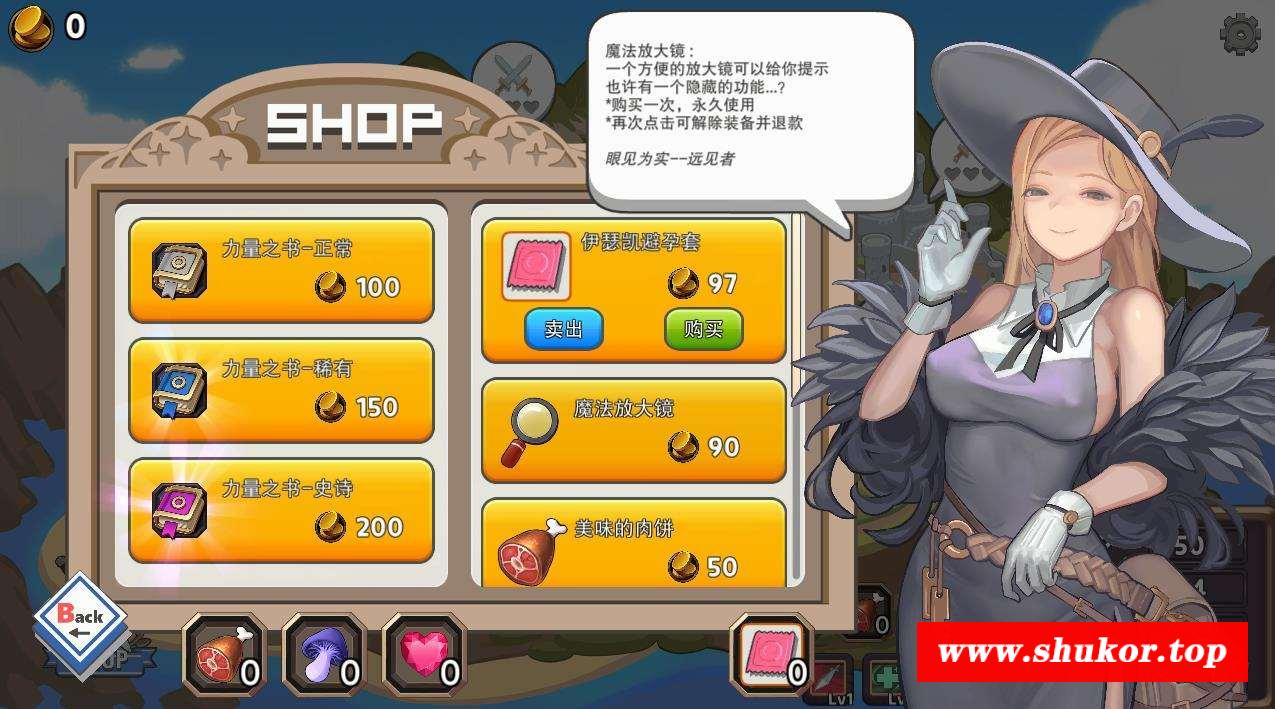 0
SHOP
魔法放大镜：
一个方便的放大镜可以给你提示
也许有一个隐藏的功能...?
*购买一次，永久使用
*再次点击可解除装备并退款
眼见为实--远见者
力量之书-正常
100
力量之书-稀有
150
力量之书-史诗
200
伊瑟凯避孕套
97
卖出
购买
魔法放大镜
90
美味的肉饼
50
Back
0
0
0
0
0
50
4
Lv1
Lv
www.shukor.top